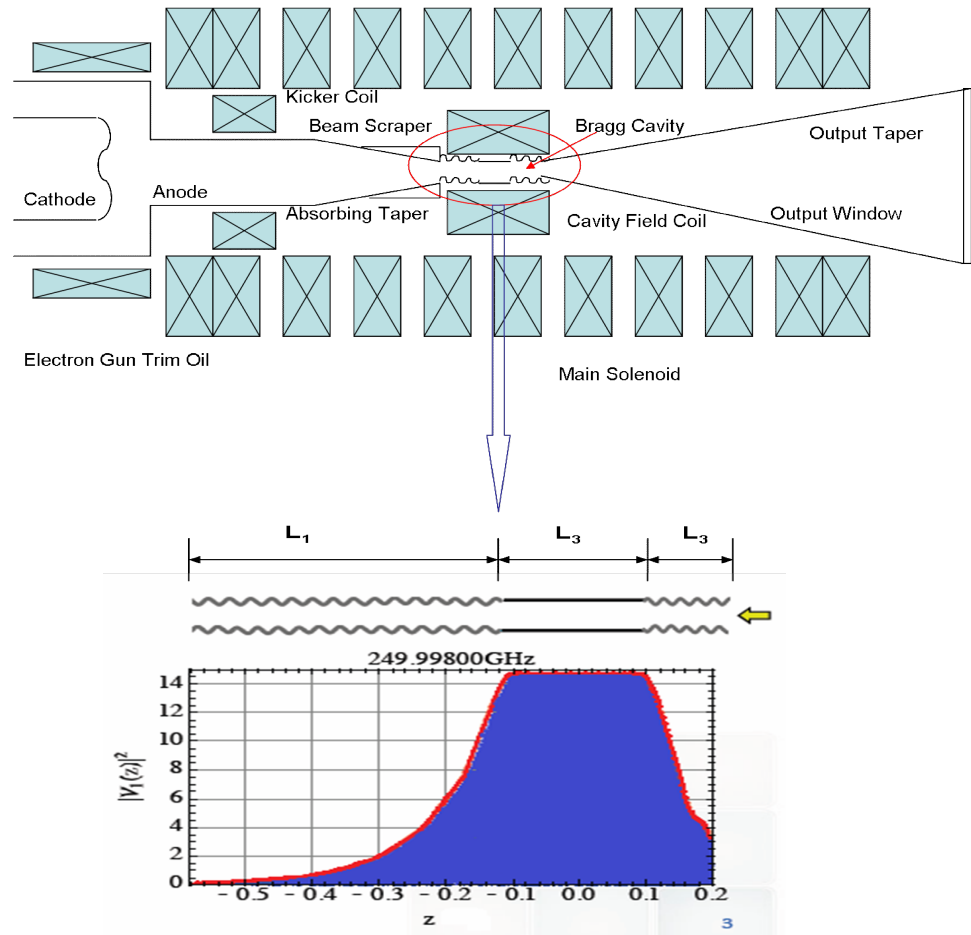 Kicker Coil
Beam Scraper
Bragg Cavity
Output Taper
Cathode
Anode
Absorbing Taper
Cavity Field Coil
Output Window
Electron Gun Trim Oil
Main Solenoid
L1
L3
L3
249.99800GHz
14
12
10
8
6
4
2
0
|V1(z)|2
-0.5
-0.4
-0.3
-0.2
-0.1
0.0
0.1
0.2
z
3